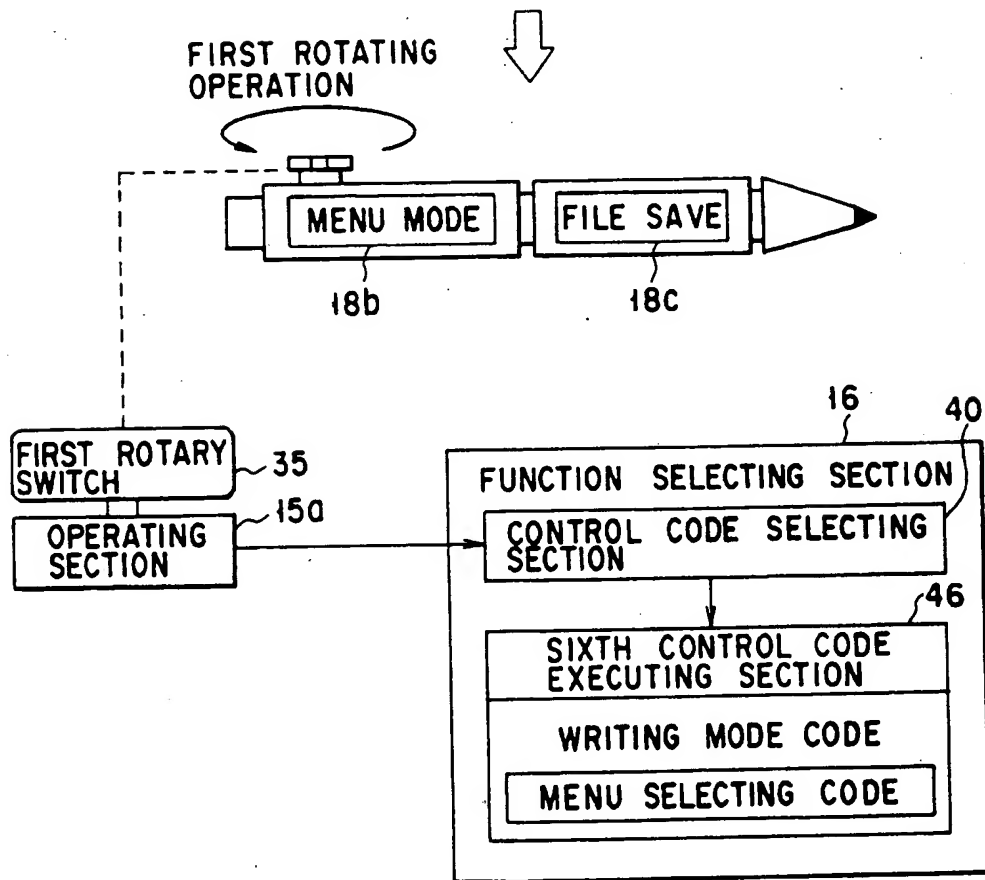 FIRST ROTATING
OPERATION
MENU MODE
FILE SAVE
18b
18c
FIRST ROTARY
SWITCH
35
OPERATING
SECTION
15a
16
40
FUNCTION SELECTING SECTION
CONTROL CODE SELECTING
SECTION
46
SIXTH CONTROL CODE
EXECUTING SECTION
WRITING MODE CODE
MENU SELECTING CODE